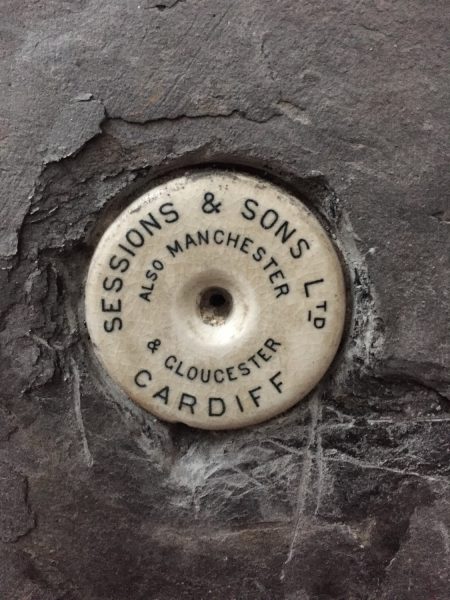 SESSIONS & SONS LTD
ALSO MANCHESTER
& GLOUCESTER
CARDIFF